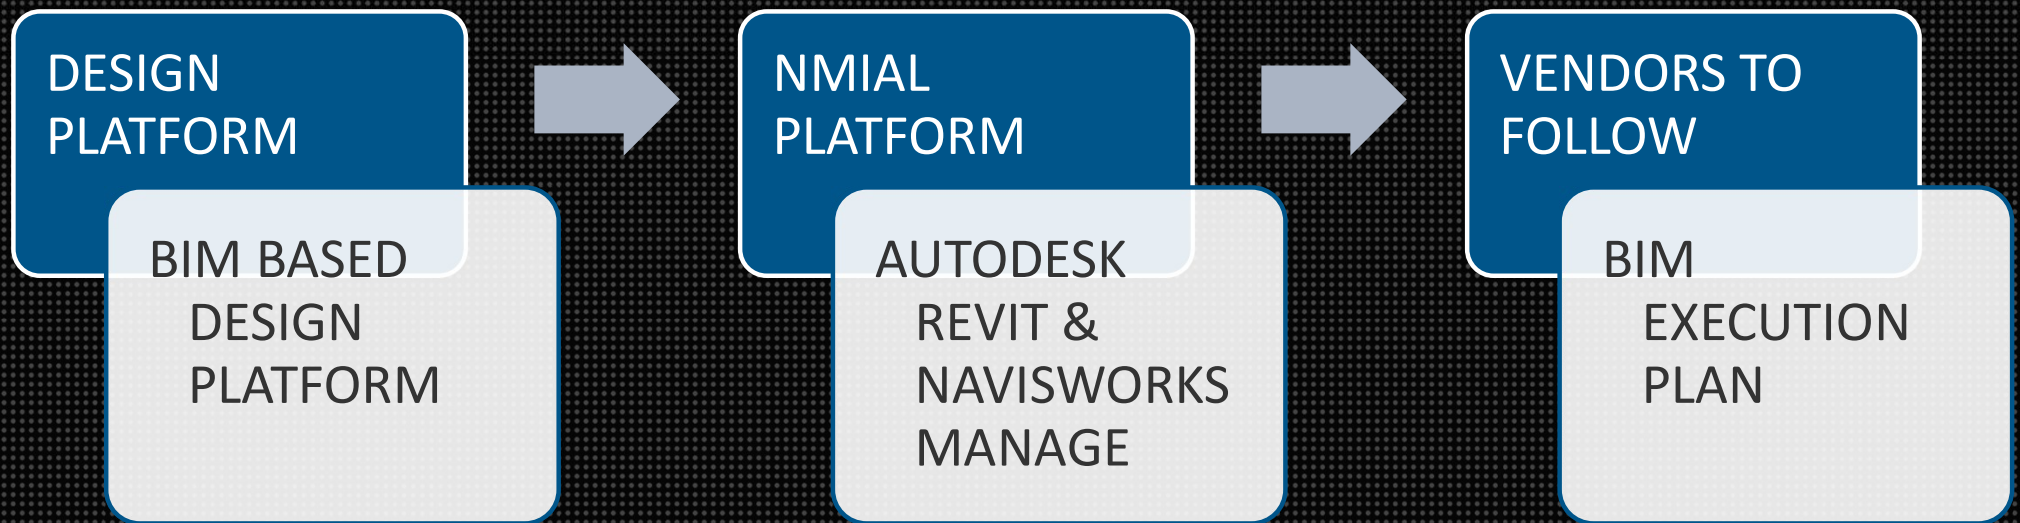 DESIGN
PLATFORM
BIM BASED
DESIGN
PLATFORM
NMIAL
PLATFORM
AUTODESK
REVIT &
NAVISWORKS
MANAGE
VENDORS TO
FOLLOW
BIM
EXECUTION
PLAN